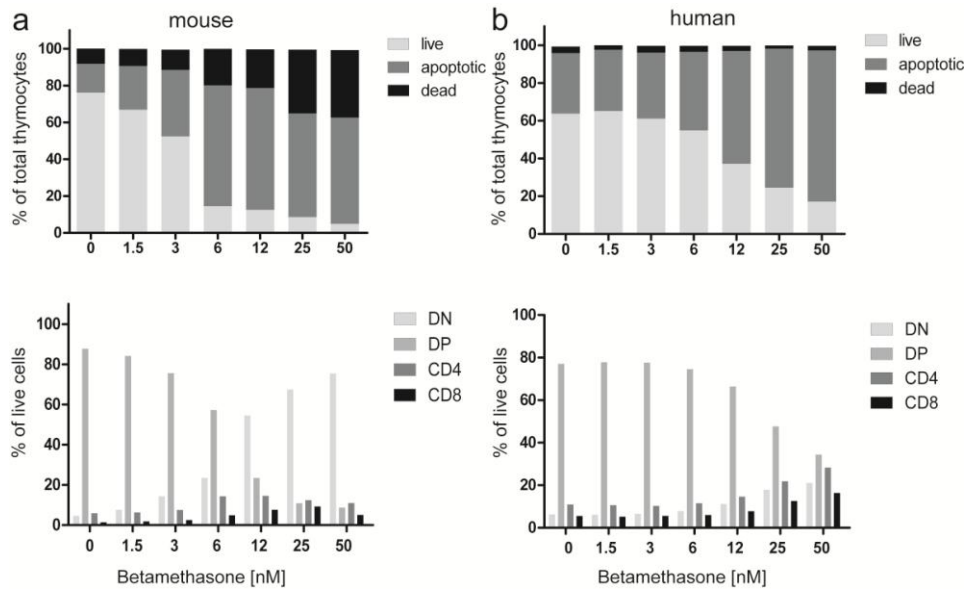 a
mouse
% of total thymocytes
100
80
60
40
20
0
0 1.5 3 6 12 25 50
live
apoptotic
dead
b
human
% of total thymocytes
100
80
60
40
20
0
0 1.5 3 6 12 25 50
live
apoptotic
dead
% of live cells
100
80
60
40
20
0
0 1.5 3 6 12 25 50
Betamethasone [nM]
DN
DP
CD4
CD8
% of live cells
100
80
60
40
20
0
0 1.5 3 6 12 25 50
Betamethasone [nM]
DN
DP
CD4
CD8